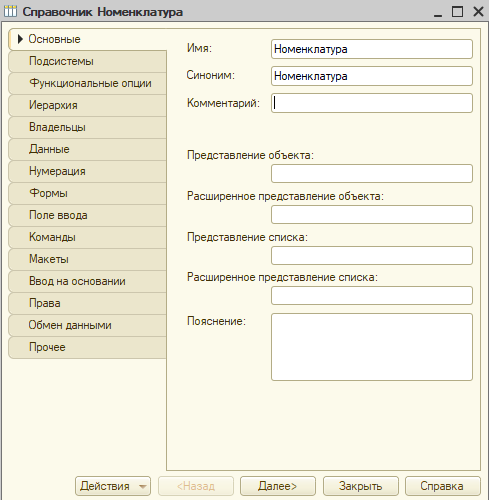 Справочник Номенклатура
Основные
Подсистемы
Функциональные опции
Иерархия
Владельцы
Данные
Нумерация
Формы
Поле ввода
Команды
Макеты
Ввод на основании
Права
Обмен данными
Прочее
Имя: Номенклатура
Синоним: Номенклатура
Комментарий:
Представление объекта:
Расширенное представление объекта:
Представление списка:
Расширенное представление списка:
Пояснение:
Действия <Назад Далее> Закрыть Справка